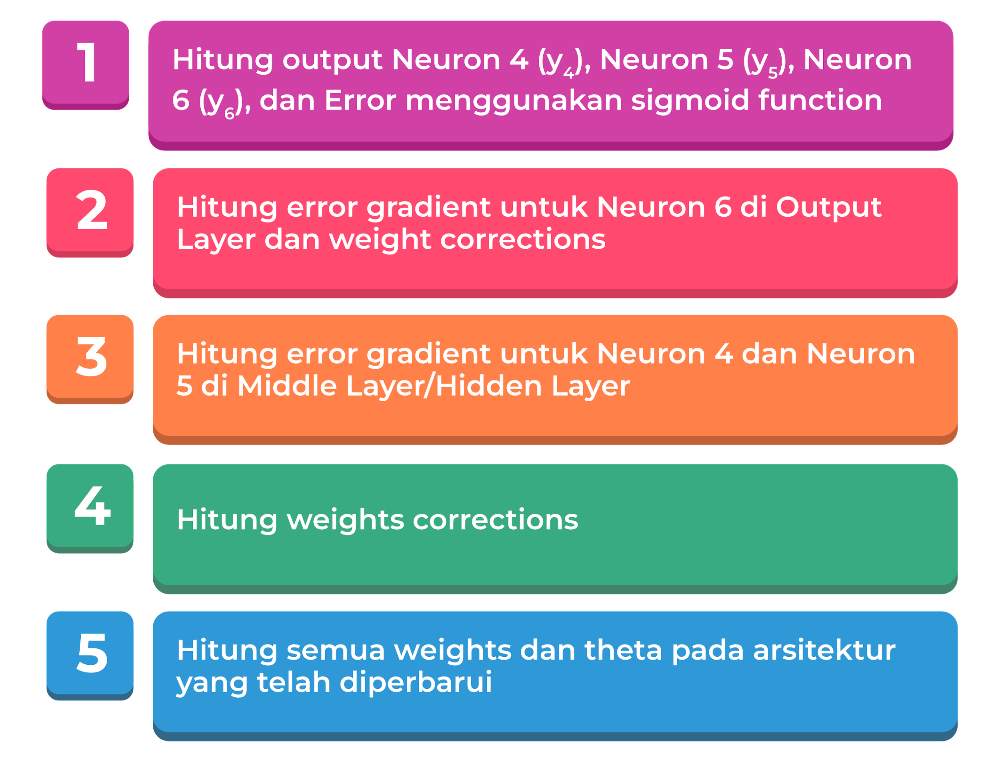 1
Hitung output Neuron 4 (y4), Neuron 5 (y5), Neuron
6 (y6), dan Error menggunakan sigmoid function
2
Hitung error gradient untuk Neuron 6 di Output
Layer dan weight corrections
3
Hitung error gradient untuk Neuron 4 dan Neuron
5 di Middle Layer/Hidden Layer
4
Hitung weights corrections
5
Hitung semua weights dan theta pada arsitektur
yang telah diperbarui